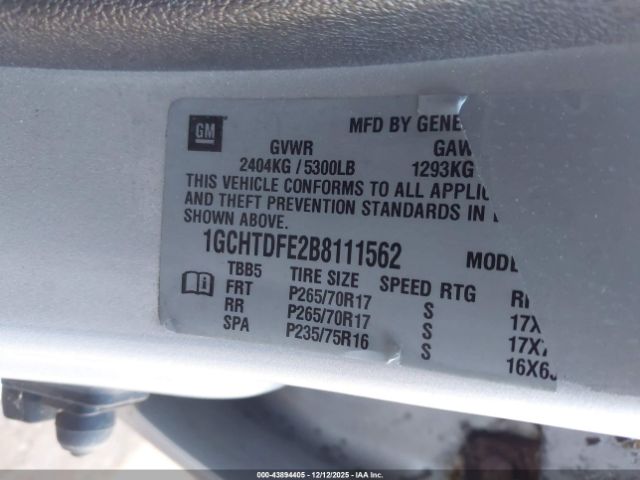 GM
MFD BY GENE
GVWR GAW
2404KG / 5300LB 1293KG
THIS VEHICLE CONFORMS TO ALL APPLIC
AND THEFT PREVENTION STANDARDS IN
SHOWN ABOVE.
1GCHTDFE2B8111562 MODE
TBB5 TIRE SIZE SPEED RTG
FRT P265/70R17 S 17X
RR P265/70R17 S 17X7
SPA P235/75R16 S 16X6
000-43894405 - 12/12/2025 - IAA Inc.